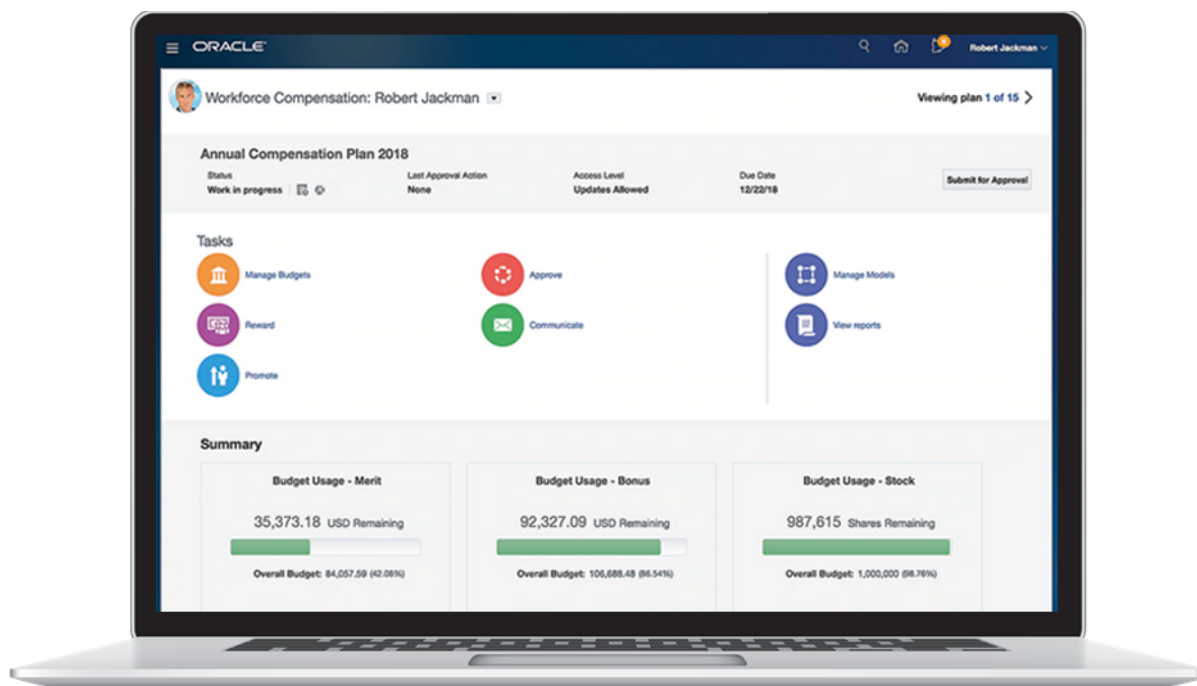 ORACLE
6
Robert Jackman
Workforce Compensation: Robert Jackman
Viewing plan 1 of 15
Annual Compensation Plan 2018
Status Last Approval Action Access Level Due Date
Work in progress None Updates Allowed 12/22/18
Submit for Approval
Tasks
Manage Budgets Approve Manage Models
Reward Communicate View reports
Promote
Summary
Budget Usage - Merit Budget Usage - Bonus Budget Usage - Stock
35,373.18 USD Remaining 92,327.09 USD Remaining 987,615 Shares Remaining
Overall Budget: 84,057.59 (42.08%) Overall Budget: 106,688.48 (86.54%) Overall Budget: 1,000,000 (98.76%)